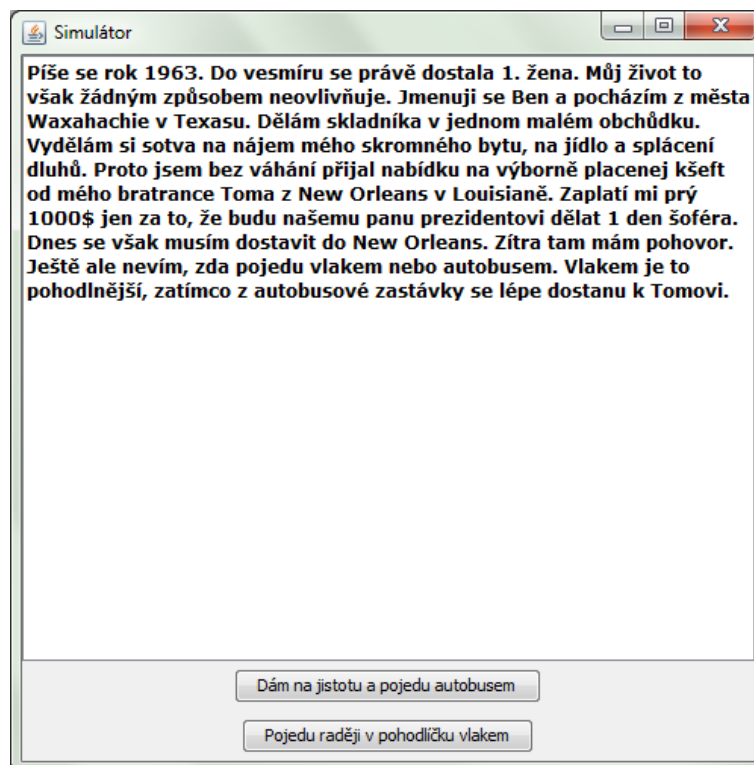 Simulátor
Píše se rok 1963. Do vesmíru se právě dostala 1. žena. Můj život to
však žádným způsobem neovlivňuje. Jmenuji se Ben a pocházím z města
Waxahachie v Texasu. Dělám skladníka v jednom malém obchůdku.
Vydělám si sotva na nájem mého skromného bytu, na jídlo a splácení
dluhů. Proto jsem bez váhání přijal nabídku na výborně placenej kšeft
od mého bratrance Toma z New Orleans v Louisianě. Zaplatí mi prý
1000$ jen za to, že budu našemu panu prezidentovi dělat 1 den šoféra.
Dnes se však musím dostavit do New Orleans. Zítra tam mám pohovor.
Ještě ale nevím, zda pojedu vlakem nebo autobusem. Vlakem je to
pohodlnější, zatímco z autobusové zastávky se lépe dostanu k Tomovi.
Dám na jistotu a pojedu autobusem
Pojedu raději v pohodlíčku vlakem